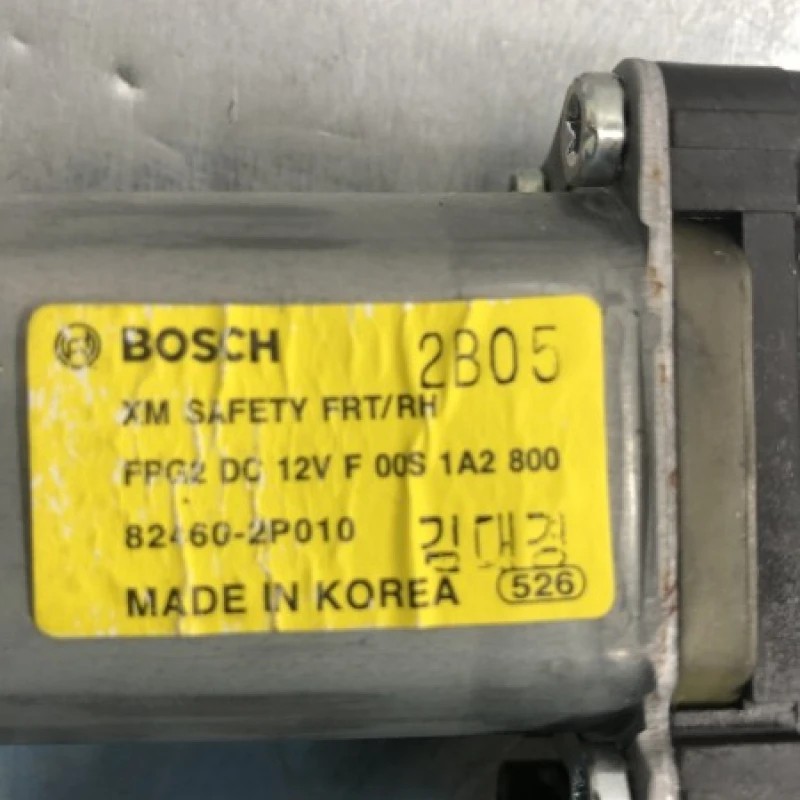 BOSCH 2B05
XM SAFETY FRT/RH
FPG2 DC 12V F 00S 1A2 800
82460-2P010 김대경
MADE IN KOREA 526